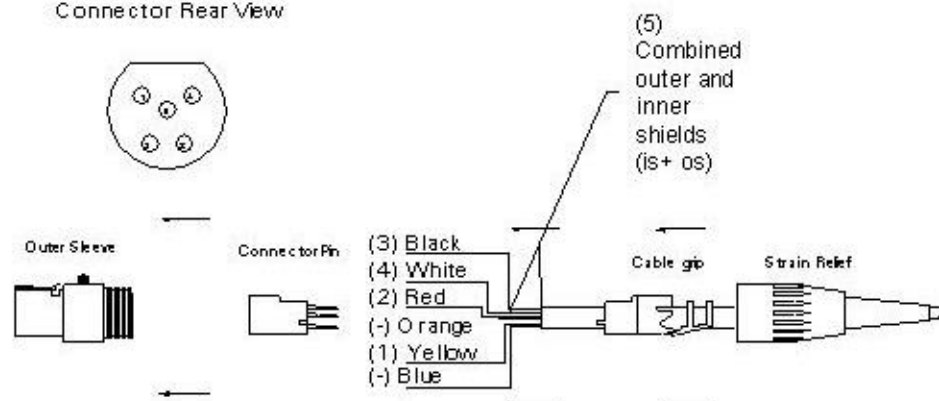 Connector Rear View
(5)
Combined
outer and
inner
shields
(is+ os)
Outer Sleeve
Connector Pin
(3) Black
(4) White
(2) Red
(-) Orange
(1) Yellow
(-) Blue
Cable grip
Strain Relief